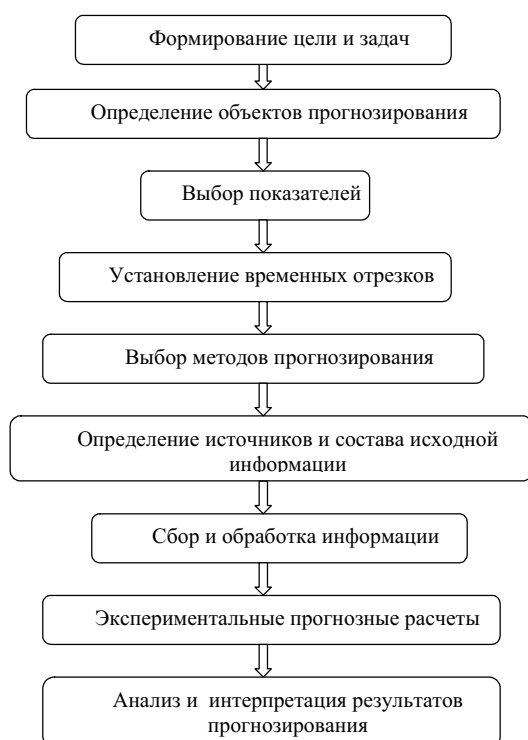 Формирование цели и задач
Определение объектов прогнозирования
Выбор показателей
Установление временных отрезков
Выбор методов прогнозирования
Определение источников и состава исходной
информации
Сбор и обработка информации
Экспериментальные прогнозные расчеты
Анализ и интерпретация результатов
прогнозирования